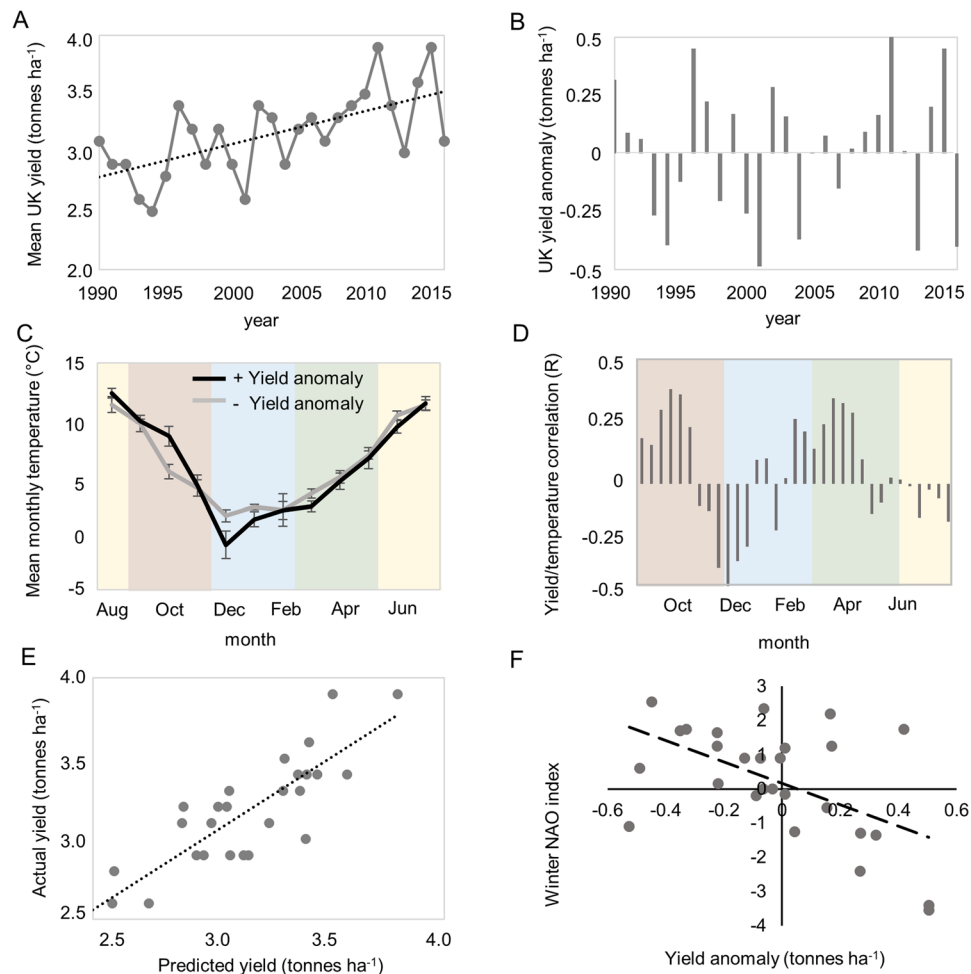 A
Mean UK yield (tonnes ha-1)
4.0
3.5
3.0
2.5
2.0
1990 1995 2000 2005 2010 2015
year
B
UK yield anomaly (tonnes ha-1)
0.5
0.25
0
-0.25
-0.5
1990 1995 2000 2005 2010 2015
year
C
Mean monthly temperature (°C)
15
10
5
0
-5
+ Yield anomaly
- Yield anomaly
Aug Oct Dec Feb Apr Jun
month
D
Yield/temperature correlation (R)
0.5
0.25
0
-0.25
-0.5
Oct Dec Feb Apr Jun
month
E
Actual yield (tonnes ha-1)
4.0
3.5
3.0
2.5
2.5 3.0 3.5 4.0
Predicted yield (tonnes ha-1)
F
Winter NAO index
3
2
1
0
-1
-2
-3
-4
-0.6 -0.4 -0.2 0 0.2 0.4 0.6
Yield anomaly (tonnes ha-1)